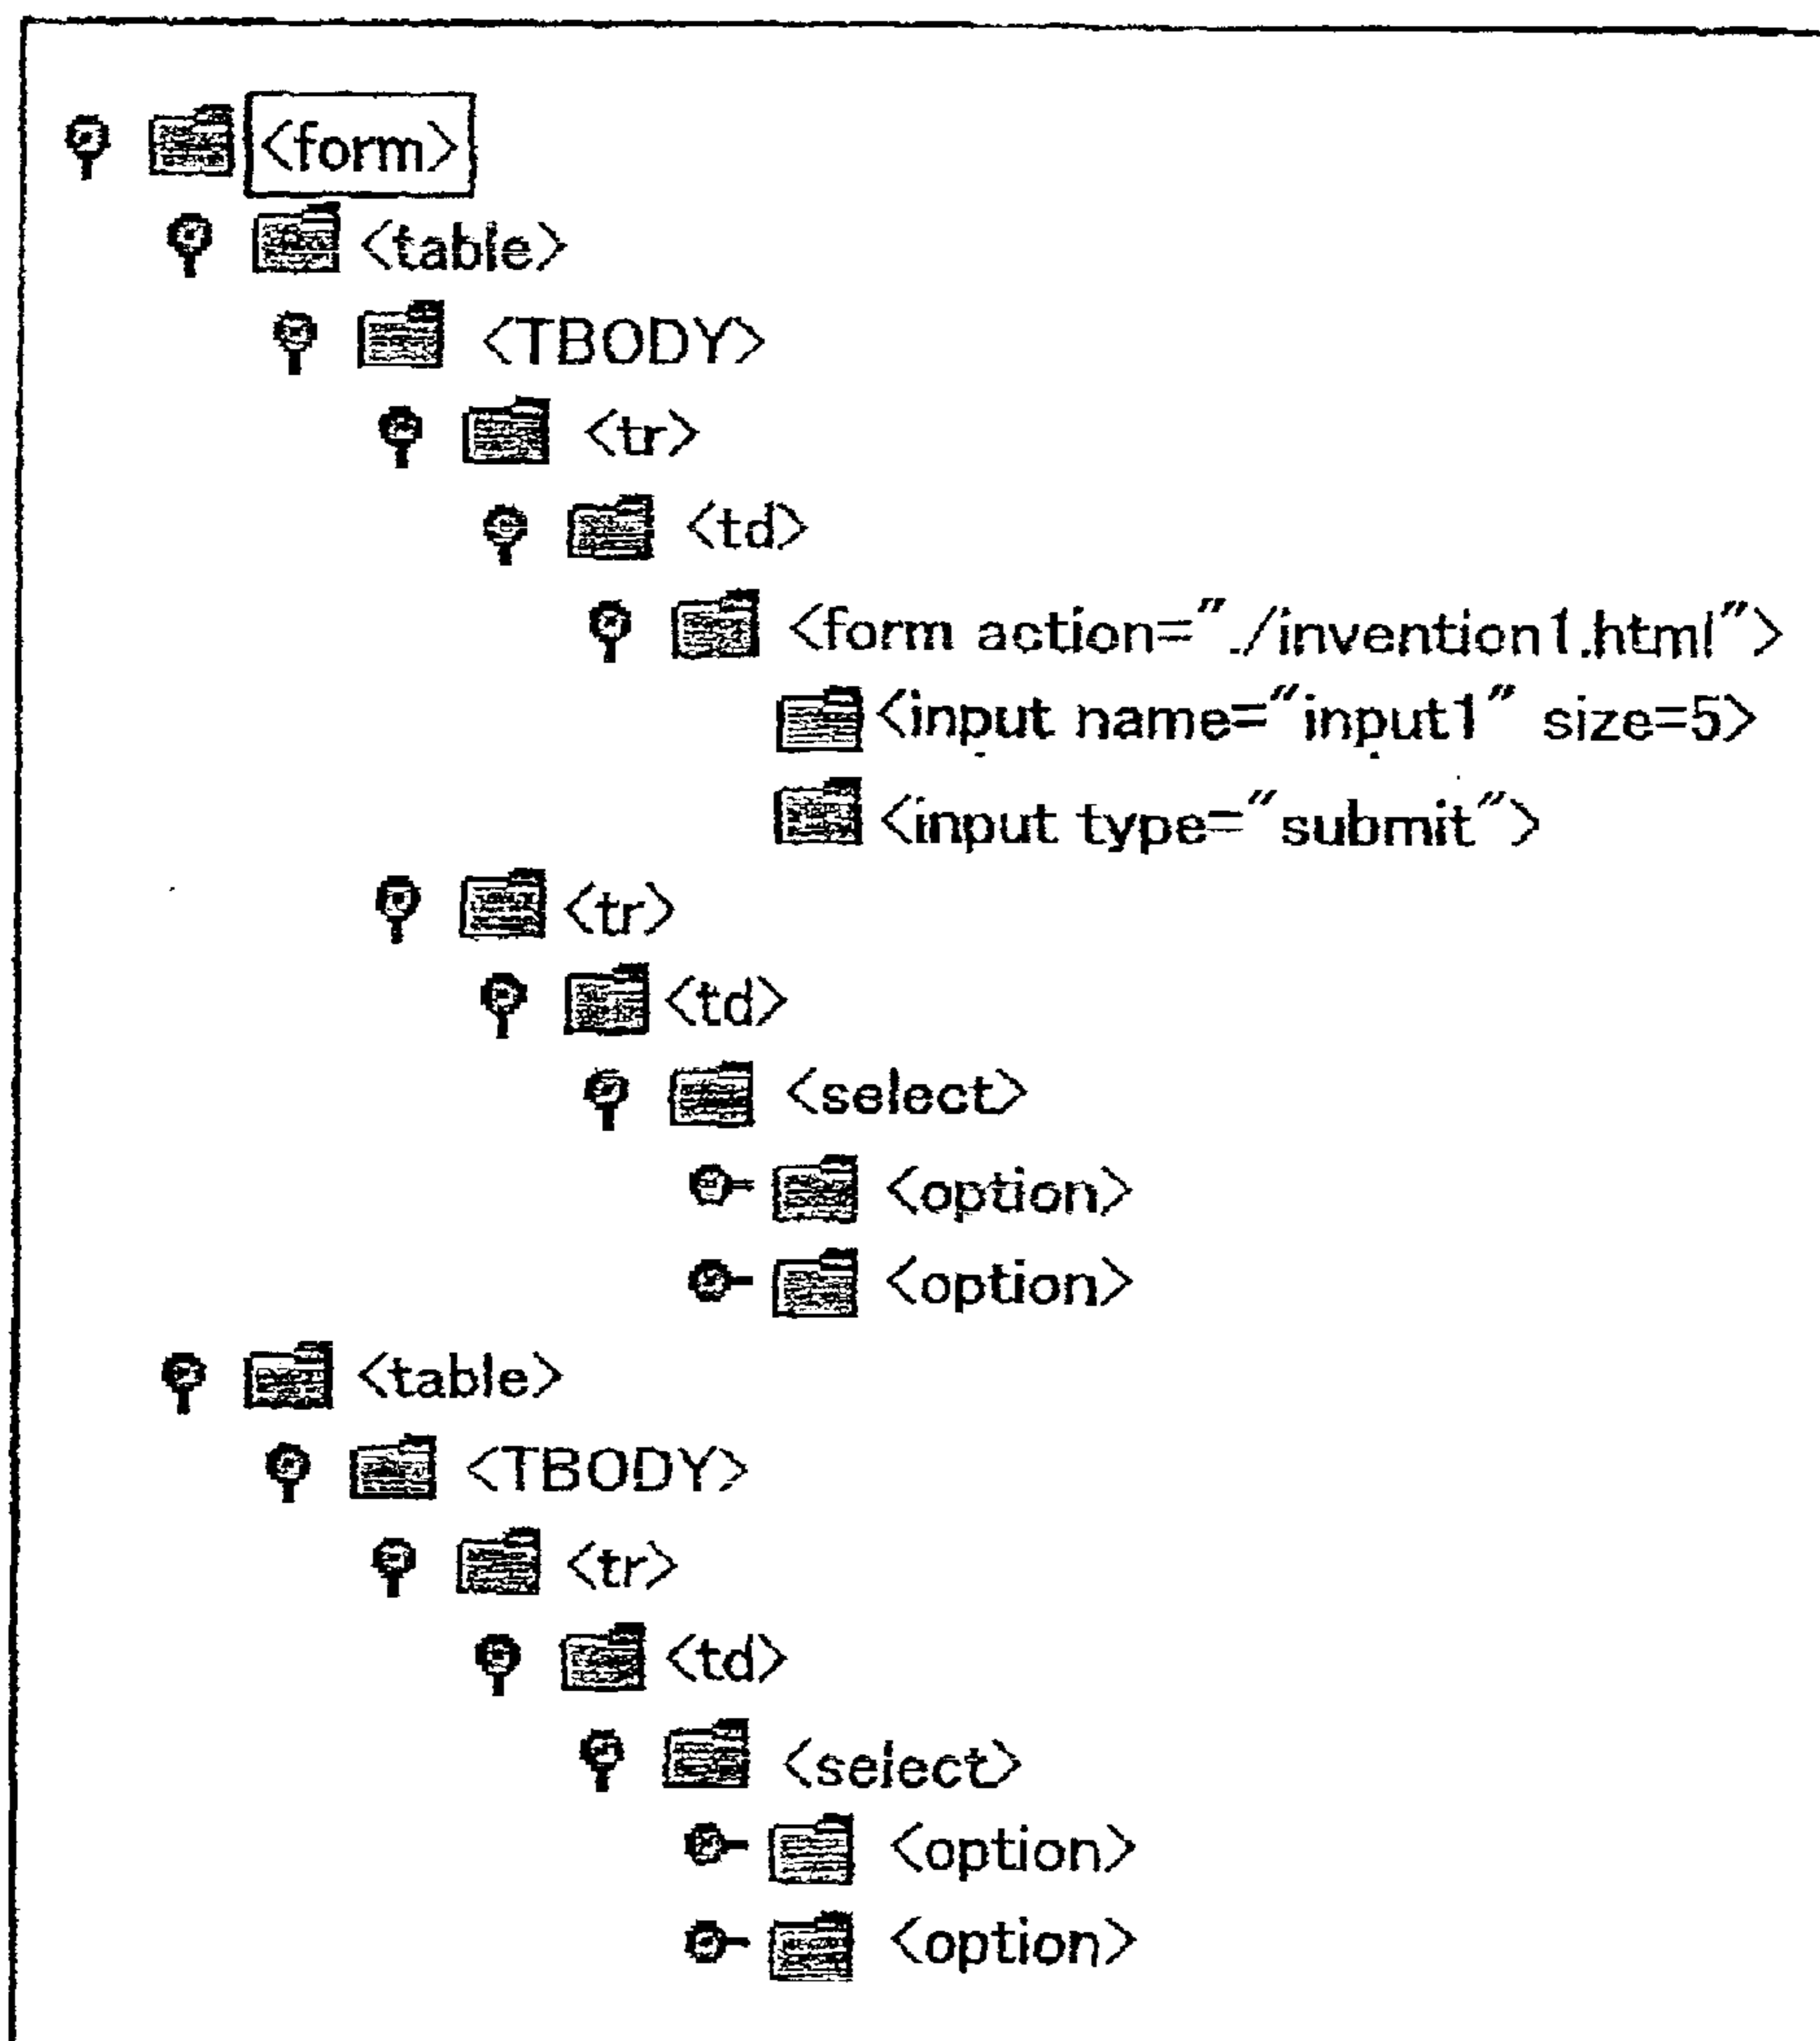 <form>
<table>
<TBODY>
<tr>
<td>
<form action="./invention1.html">
<input name="input1" size=5>
<input type="submit">
<tr>
<td>
<select>
<option>
<option>
<table>
<TBODY>
<tr>
<td>
<select>
<option>
<option>